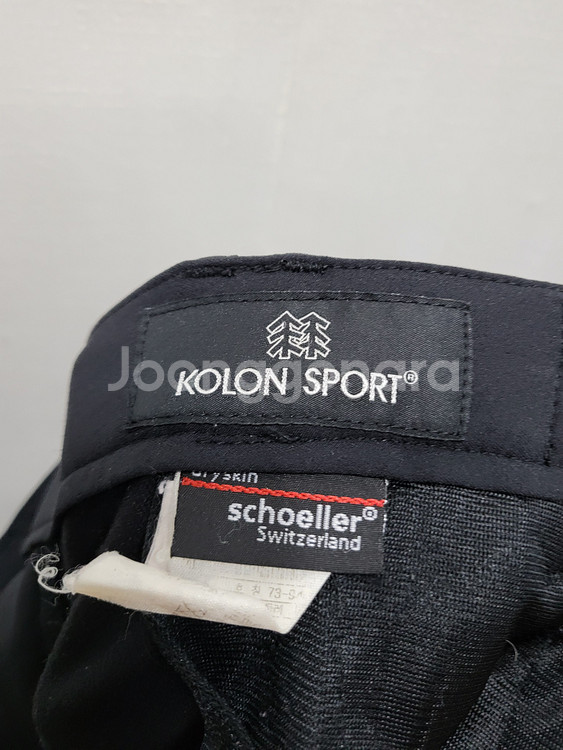 Joonggonara
KOLON SPORT®
dryskin
schoeller®
Switzerland